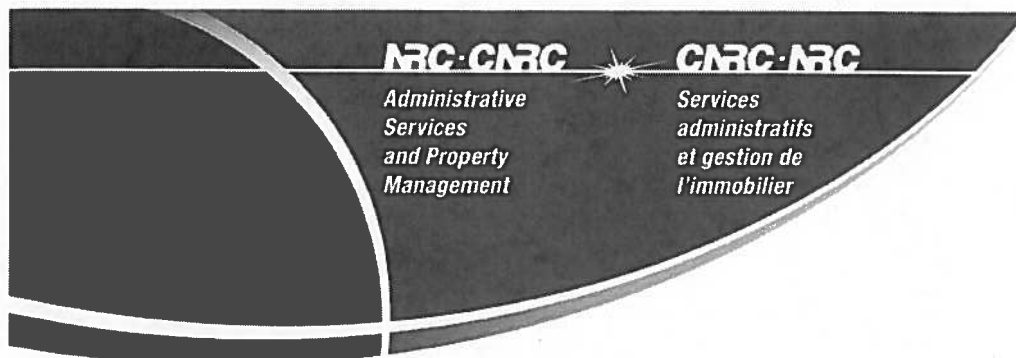 NRC·CNRC
Administrative
Services
and Property
Management
CNRC·NRC
Services
administratifs
et gestion de
l'immobilier